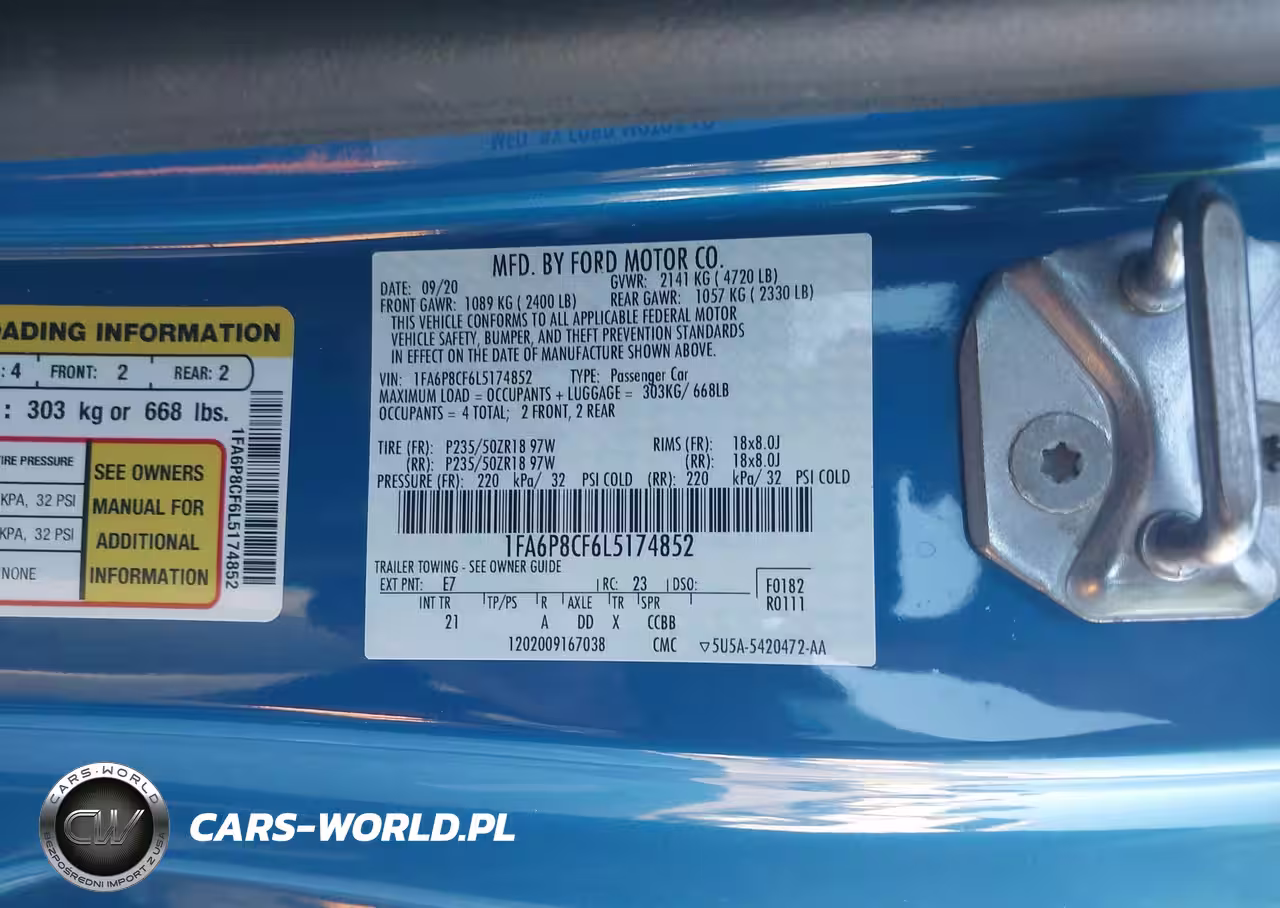 MFD. BY FORD MOTOR CO.
DATE: 09/20 GVWR: 2141 KG ( 4720 LB)
FRONT GAWR: 1089 KG ( 2400 LB) REAR GAWR: 1057 KG ( 2330 LB)
THIS VEHICLE CONFORMS TO ALL APPLICABLE FEDERAL MOTOR
VEHICLE SAFETY, BUMPER, AND THEFT PREVENTION STANDARDS
IN EFFECT ON THE DATE OF MANUFACTURE SHOWN ABOVE.
VIN: 1FA6P8CF6L5174852 TYPE: Passenger Car
MAXIMUM LOAD = OCCUPANTS + LUGGAGE = 303KG/ 668LB
OCCUPANTS = 4 TOTAL; 2 FRONT, 2 REAR
TIRE (FR): P235/50ZR18 97W RIMS (FR): 18x8.0J
(RR): P235/50ZR18 97W (RR): 18x8.0J
PRESSURE (FR): 220 kPa/ 32 PSI COLD (RR): 220 kPa/ 32 PSI COLD
1FA6P8CF6L5174852
TRAILER TOWING - SEE OWNER GUIDE
EXT PNT: E7 RC: 23 DSO: F0182
R0111
INT TR TP/PS R AXLE TR SPR
21 A DD X CCBB
1202009167038 CMC ▽5U5A-5420472-AA
OADING INFORMATION
: 4 FRONT: 2 REAR: 2
: 303 kg or 668 lbs.
IRE PRESSURE
KPA, 32 PSI
KPA, 32 PSI
NONE
SEE OWNERS
MANUAL FOR
ADDITIONAL
INFORMATION
1FA6P8CF6L5174852
CARS-WORLD
CW
BEZPOŚREDNI IMPORT Z USA
CARS-WORLD.PL